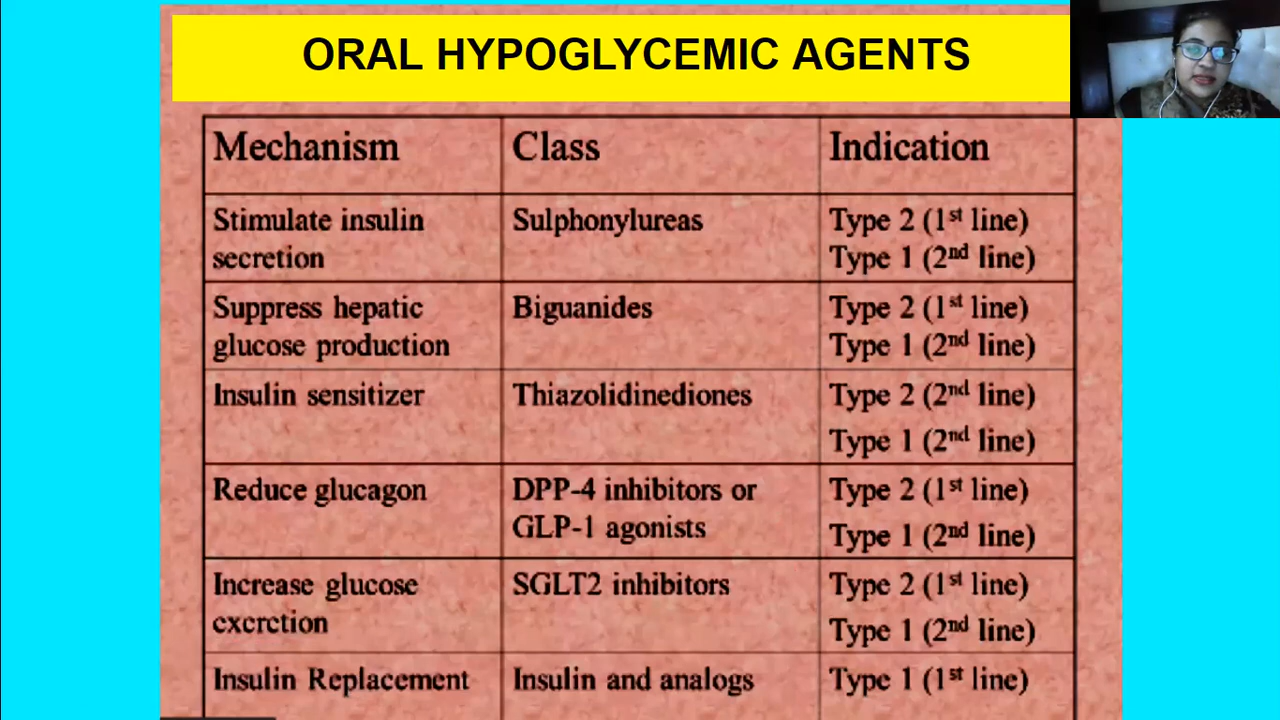 ORAL HYPOGLYCEMIC AGENTS
Mechanism Class Indication
Stimulate insulin secretion Sulphonylureas Type 2 (1st line)
Type 1 (2nd line)
Suppress hepatic glucose production Biguanides Type 2 (1st line)
Type 1 (2nd line)
Insulin sensitizer Thiazolidinediones Type 2 (2nd line)
Type 1 (2nd line)
Reduce glucagon DPP-4 inhibitors or GLP-1 agonists Type 2 (1st line)
Type 1 (2nd line)
Increase glucose excretion SGLT2 inhibitors Type 2 (1st line)
Type 1 (2nd line)
Insulin Replacement Insulin and analogs Type 1 (1st line)